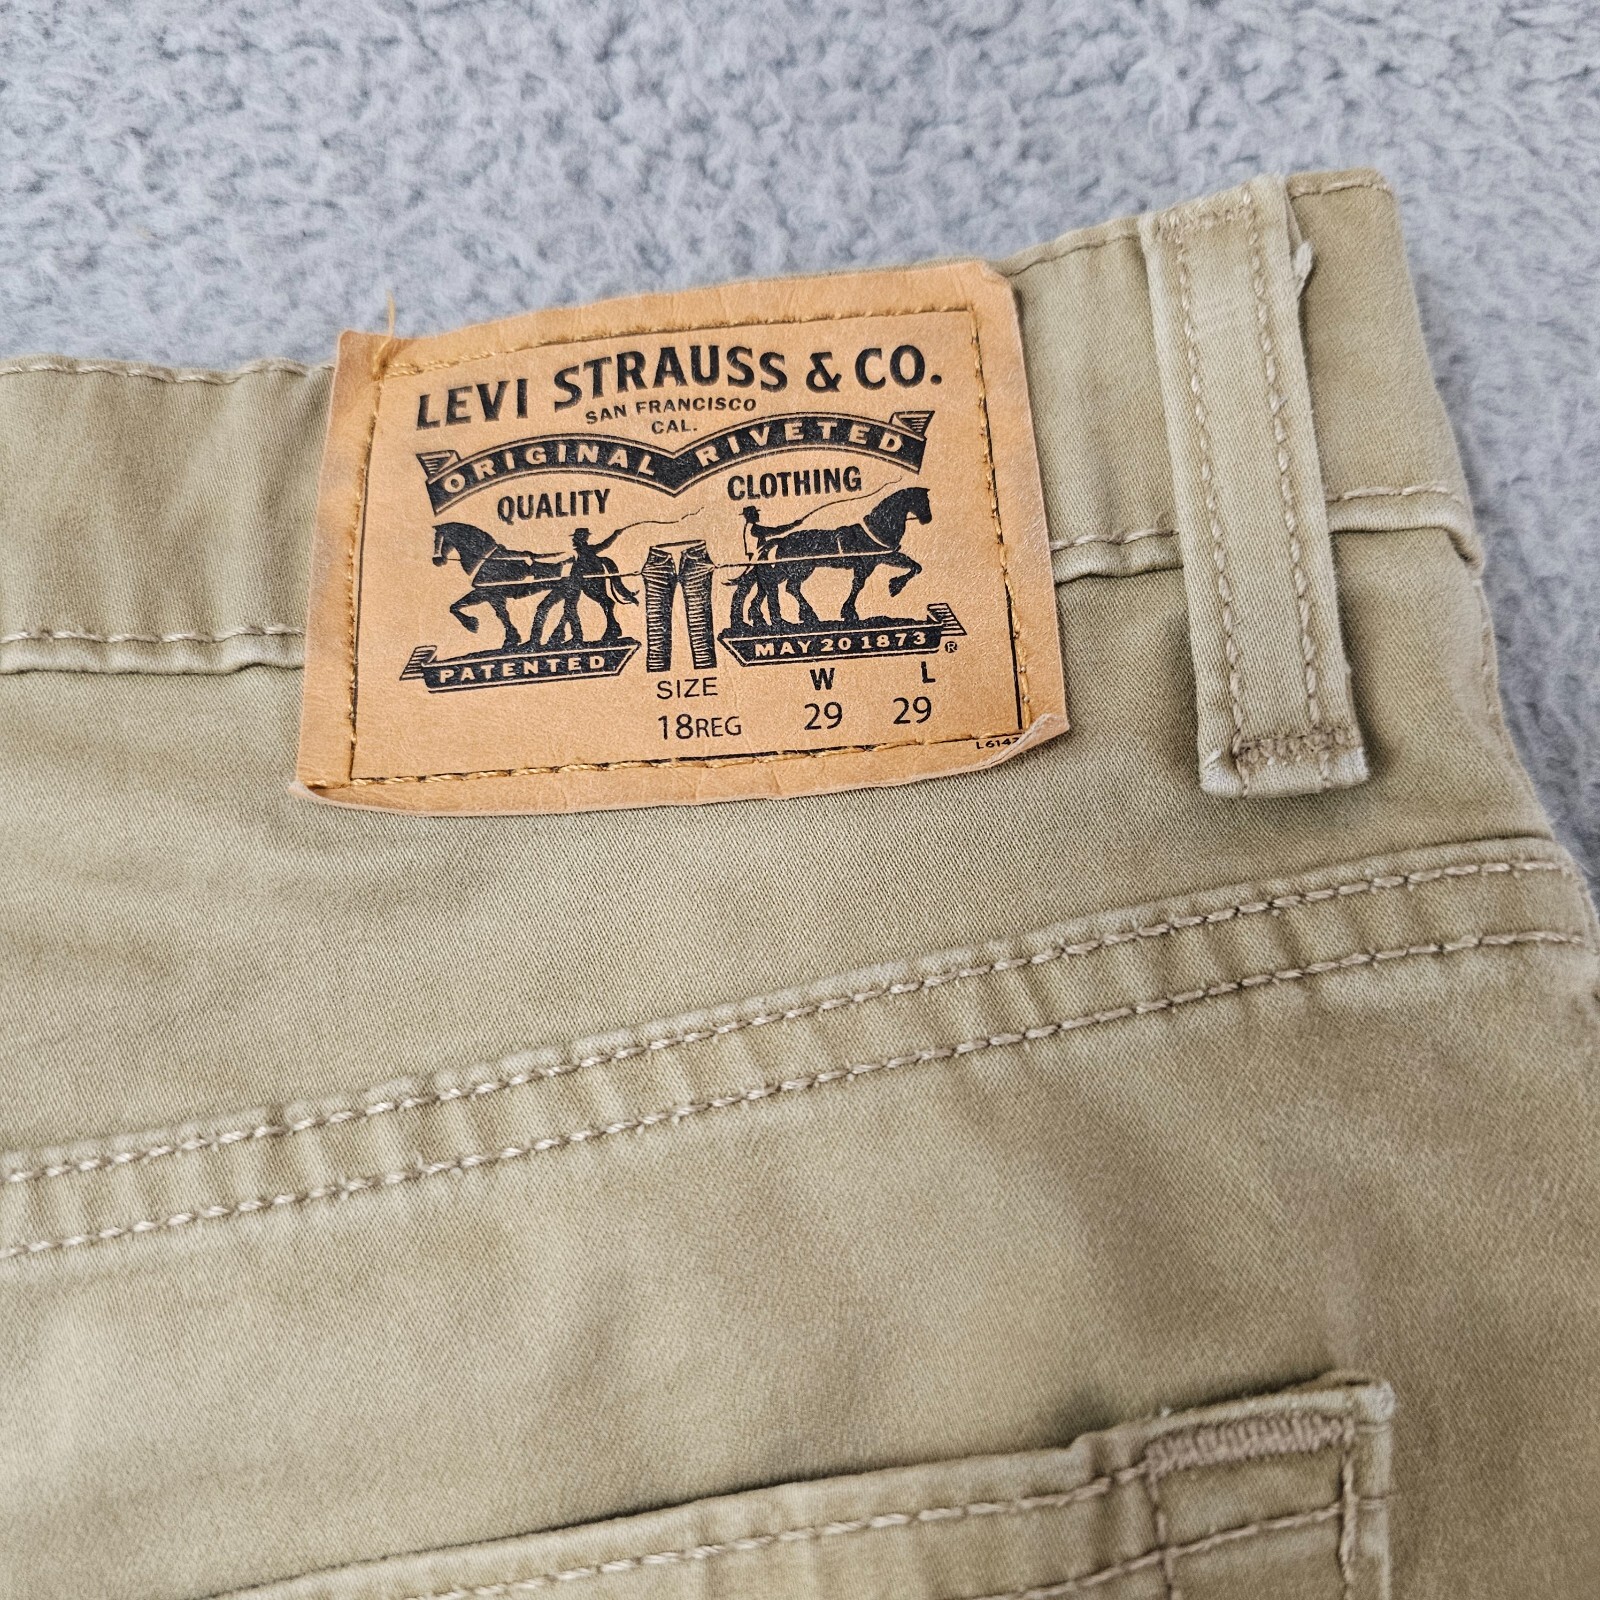 LEVI STRAUSS & CO.
SAN FRANCISCO
CAL.
ORIGINAL RIVETED
QUALITY CLOTHING
PATENTED MAY 20 1873 ®
SIZE W L
18REG 29 29